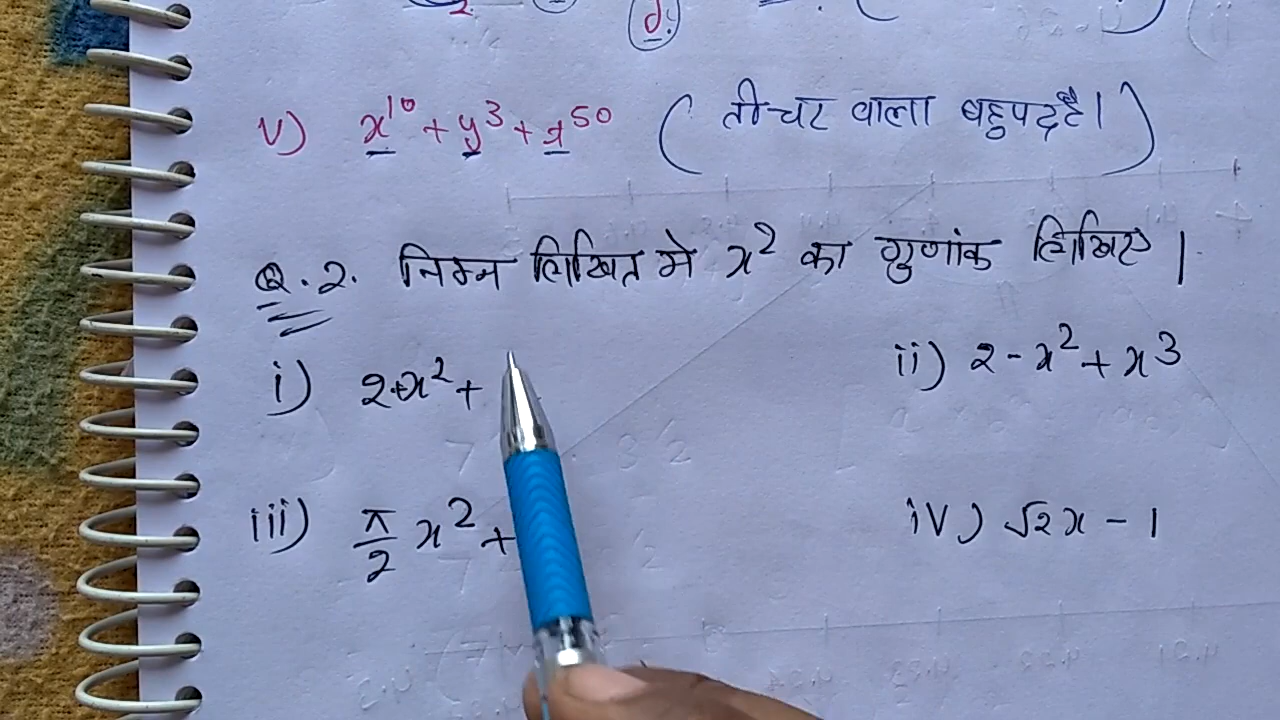 v) x¹⁰ + y³ + t⁵⁰ ( तीन चर वाला बहुपद है। )
Q.2. निम्न लिखित मे x² का गुणांक लिखिए।
i) 2+x²+
ii) 2 - x² + x³
iii) π/2 x² +
iv) √2x - 1